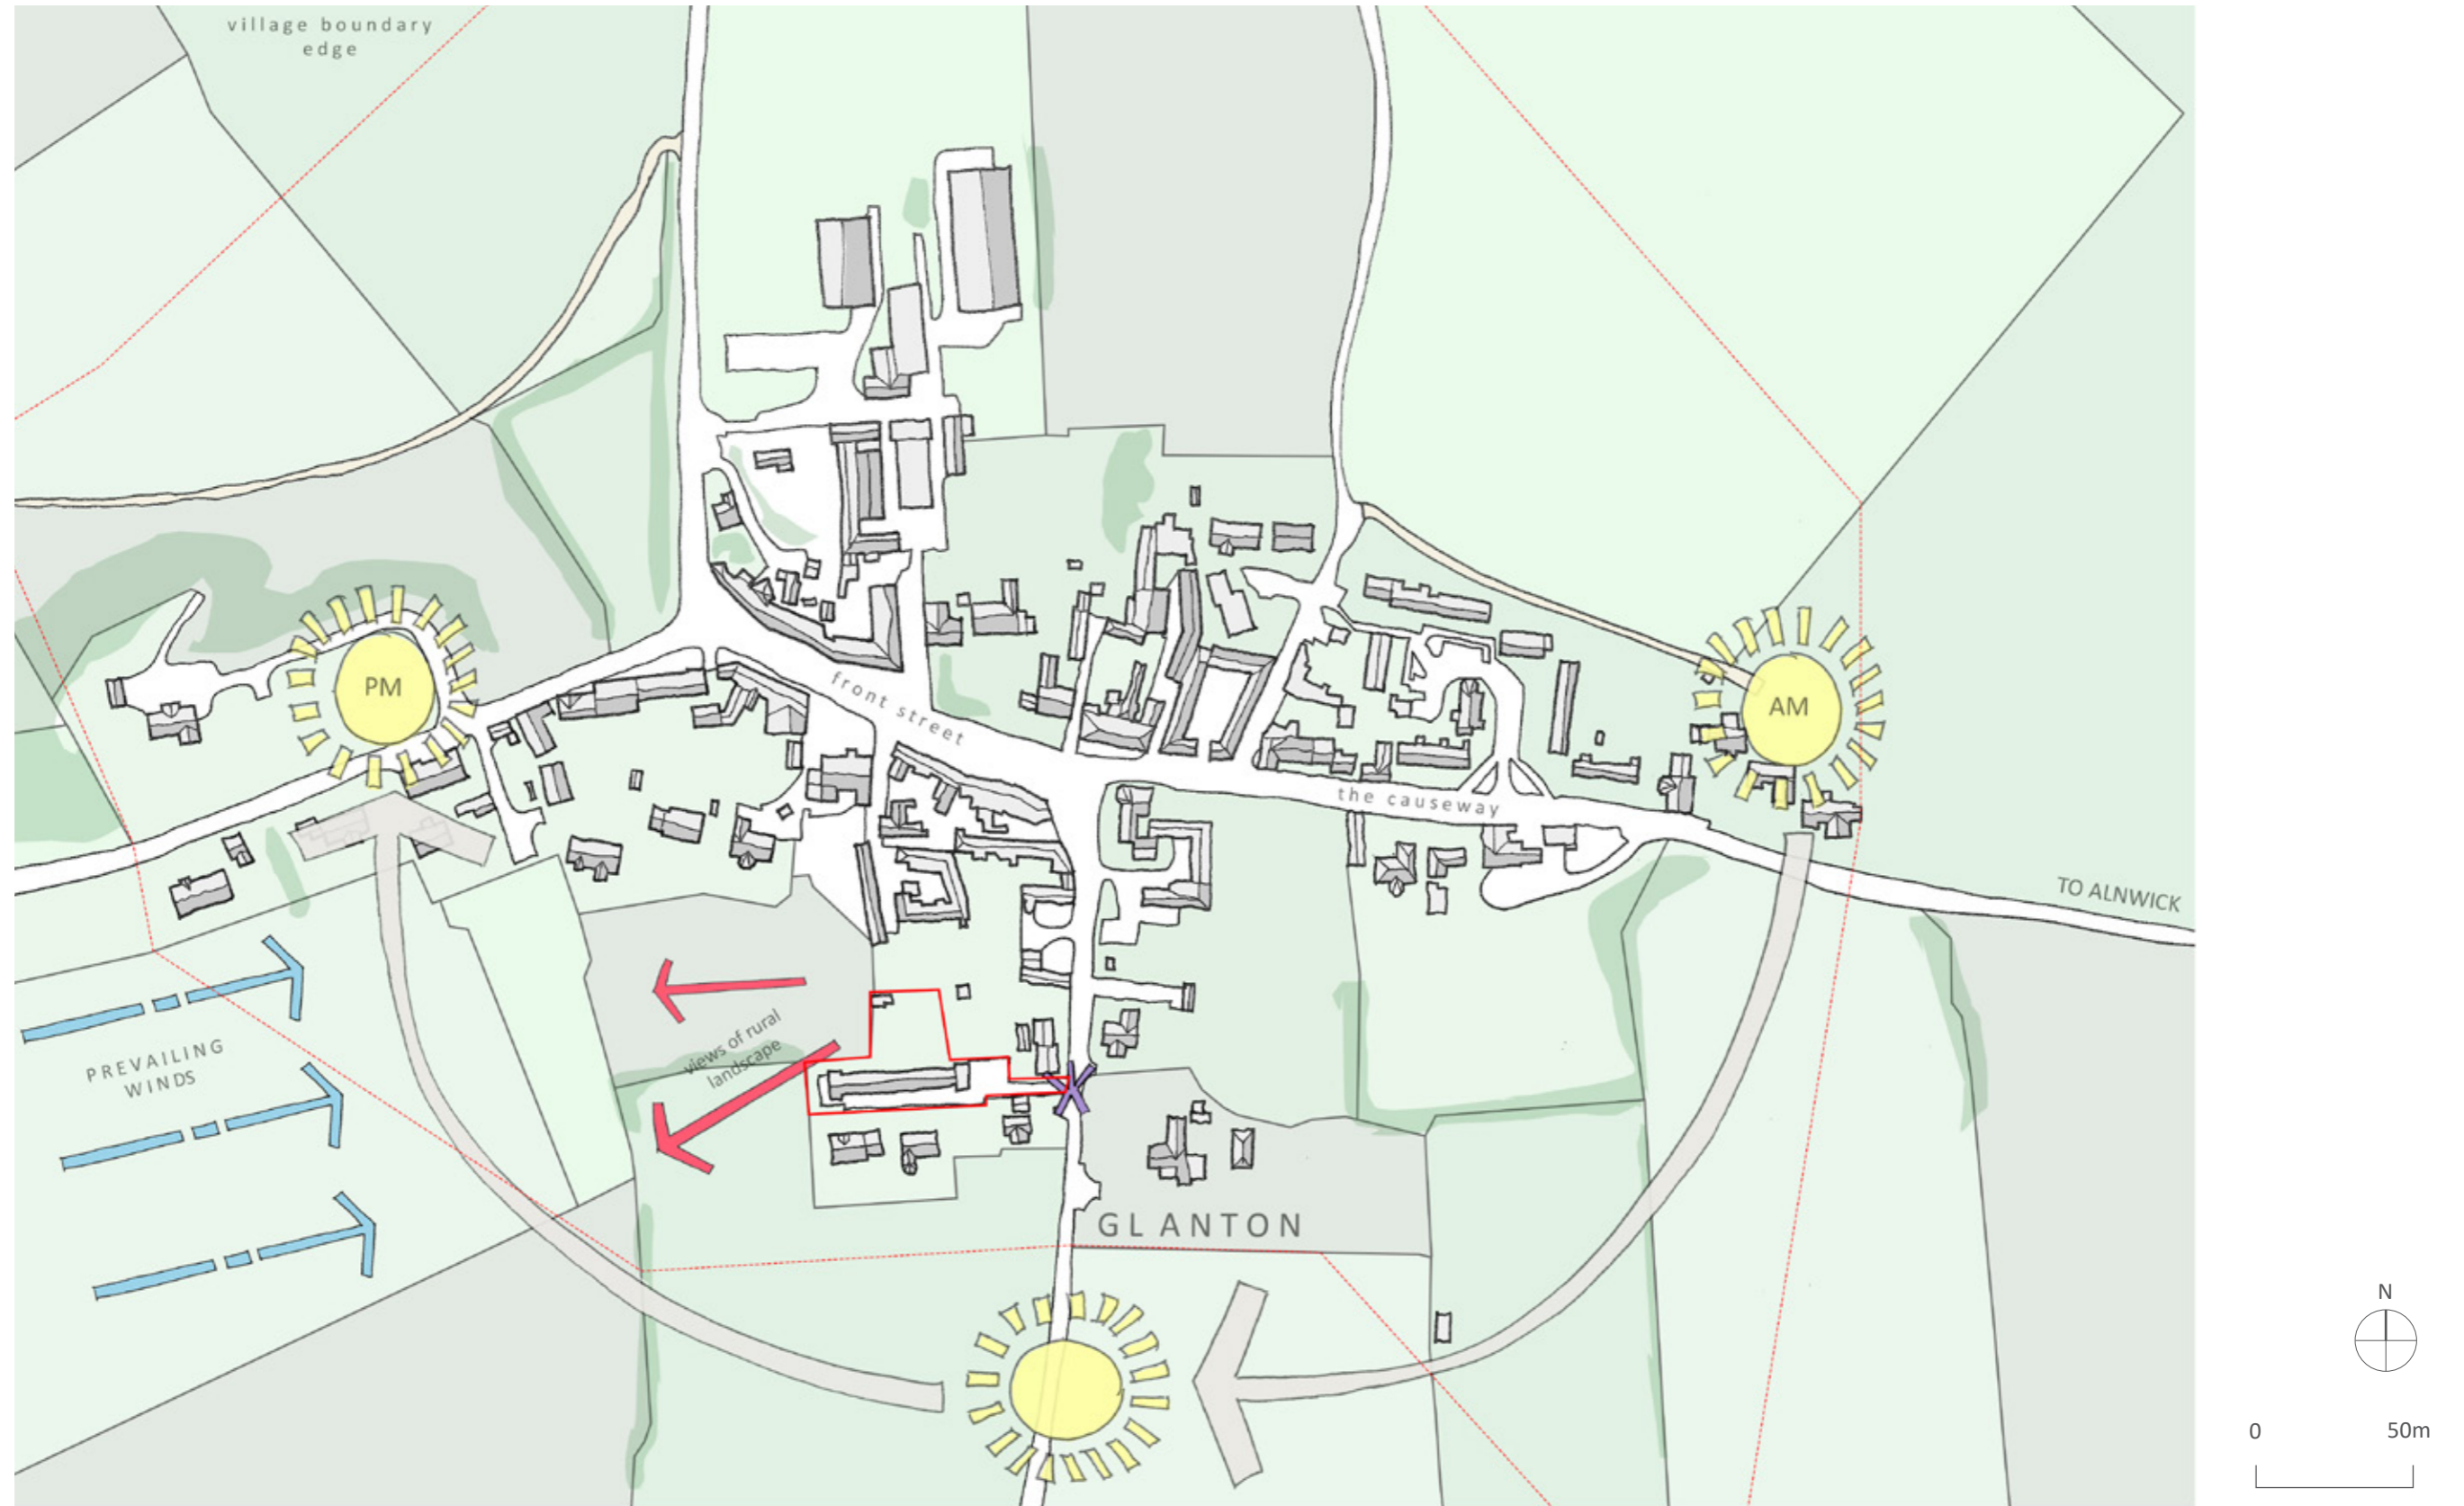 village boundary
edge
PM
AM
front street
the causeway
TO ALNWICK
views of rural
landscape
PREVAILING
WINDS
GLANTON
N
0
50m